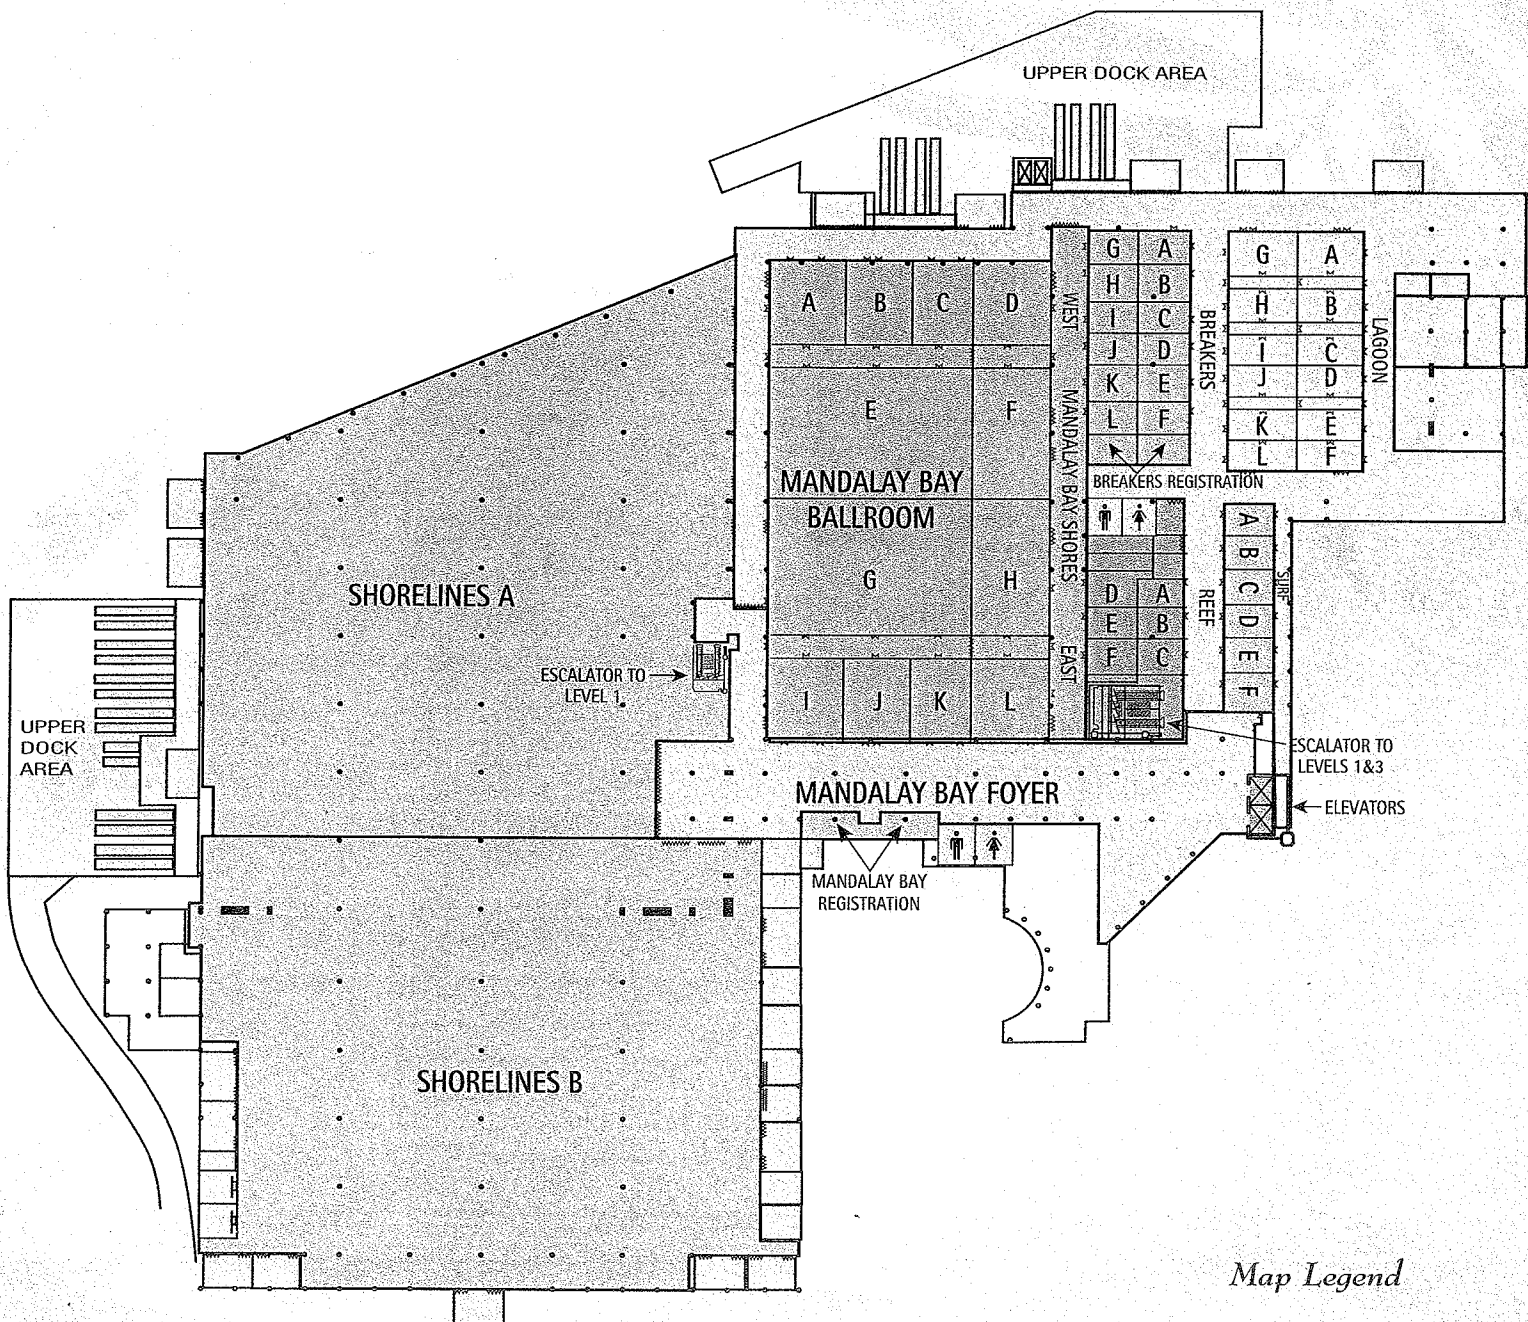 UPPER DOCK AREA
G A
H B
I C
J D
K E
L F
BREAKERS
G A
H B
I C
J D
K E
L F
LAGOON
WEST
MANDALAY BAY SHORES
EAST
A B C D
E F
MANDALAY BAY
BALLROOM
G H
I J K L
BREAKERS REGISTRATION
D A
E B
F C
REEF
A
B
C
D
E
F
SURF
SHORELINES A
ESCALATOR TO
LEVEL 1
UPPER
DOCK
AREA
ESCALATOR TO
LEVELS 1&3
MANDALAY BAY FOYER
ELEVATORS
MANDALAY BAY
REGISTRATION
SHORELINES B
Map Legend